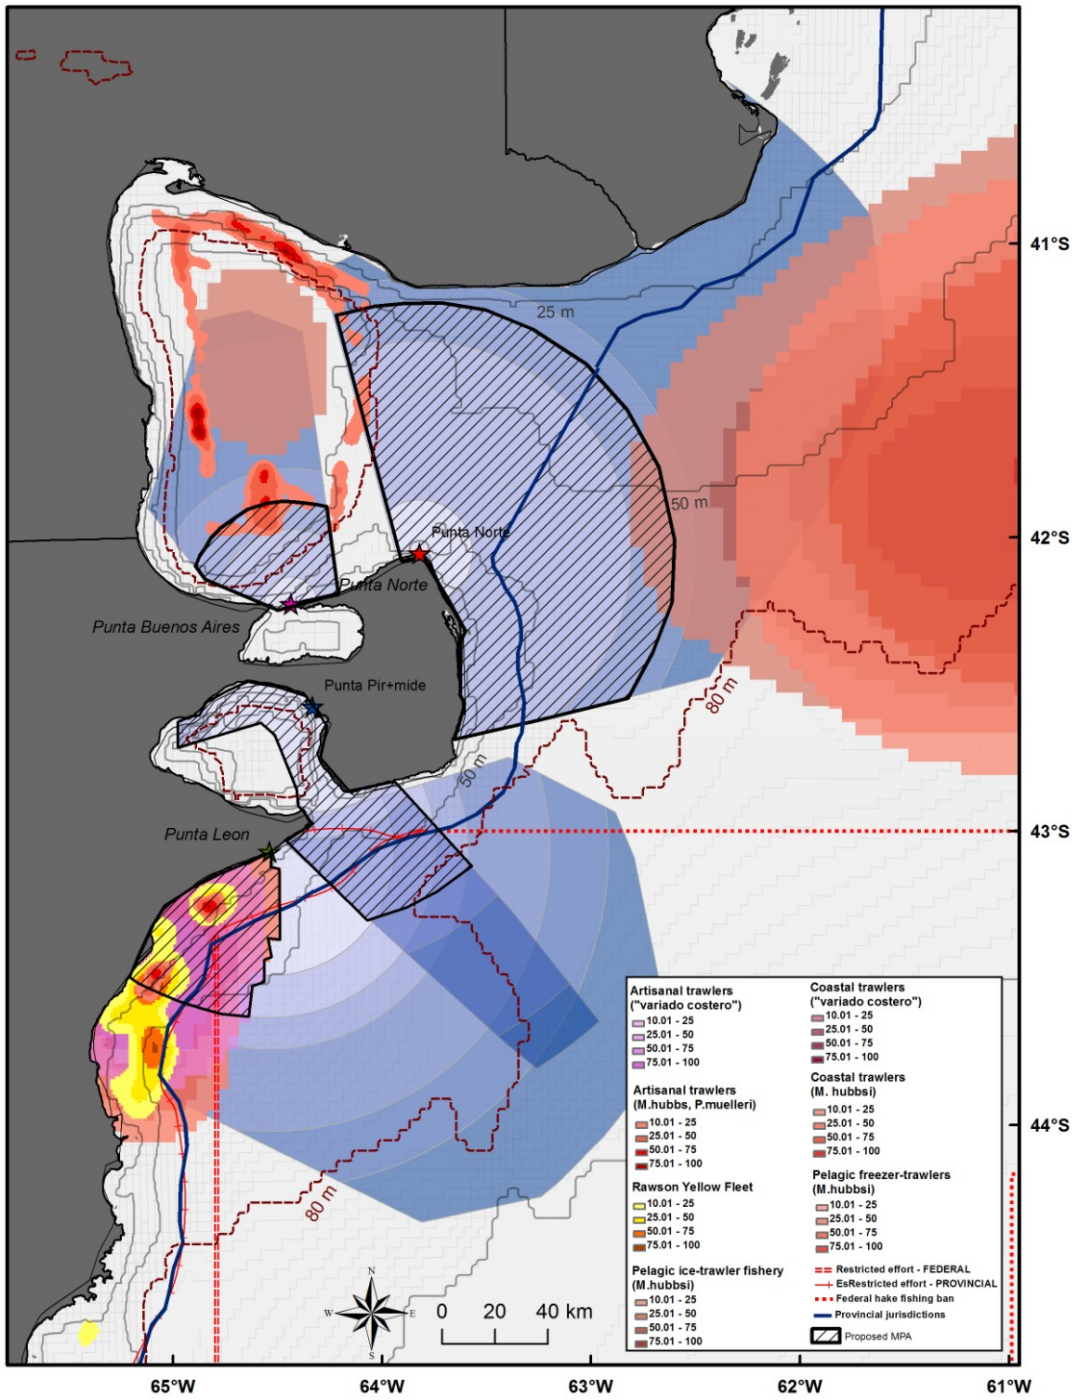 41°S
25 m
50 m
Punta Norte
42°S
Punta Norte
Punta Buenos Aires
Punta Pir+mide
80 m
50 m
Punta Leon
43°S
44°S
80 m
Artisanal trawlers
("variado costero")
10.01 - 25
25.01 - 50
50.01 - 75
75.01 - 100
Artisanal trawlers
(M.hubbs, P.muelleri)
10.01 - 25
25.01 - 50
50.01 - 75
75.01 - 100
Rawson Yellow Fleet
10.01 - 25
25.01 - 50
50.01 - 75
75.01 - 100
Pelagic ice-trawler fishery
(M.hubbsi)
10.01 - 25
25.01 - 50
50.01 - 75
75.01 - 100
Coastal trawlers
("variado costero")
10.01 - 25
25.01 - 50
50.01 - 75
75.01 - 100
Coastal trawlers
(M. hubbsi)
10.01 - 25
25.01 - 50
50.01 - 75
75.01 - 100
Pelagic freezer-trawlers
(M.hubbsi)
10.01 - 25
25.01 - 50
50.01 - 75
75.01 - 100
Restricted effort - FEDERAL
EsRestricted effort - PROVINCIAL
Federal hake fishing ban
Provincial jurisdictions
Proposed MPA
N
W E
S
0 20 40 km
65°W 64°W 63°W 62°W 61°W